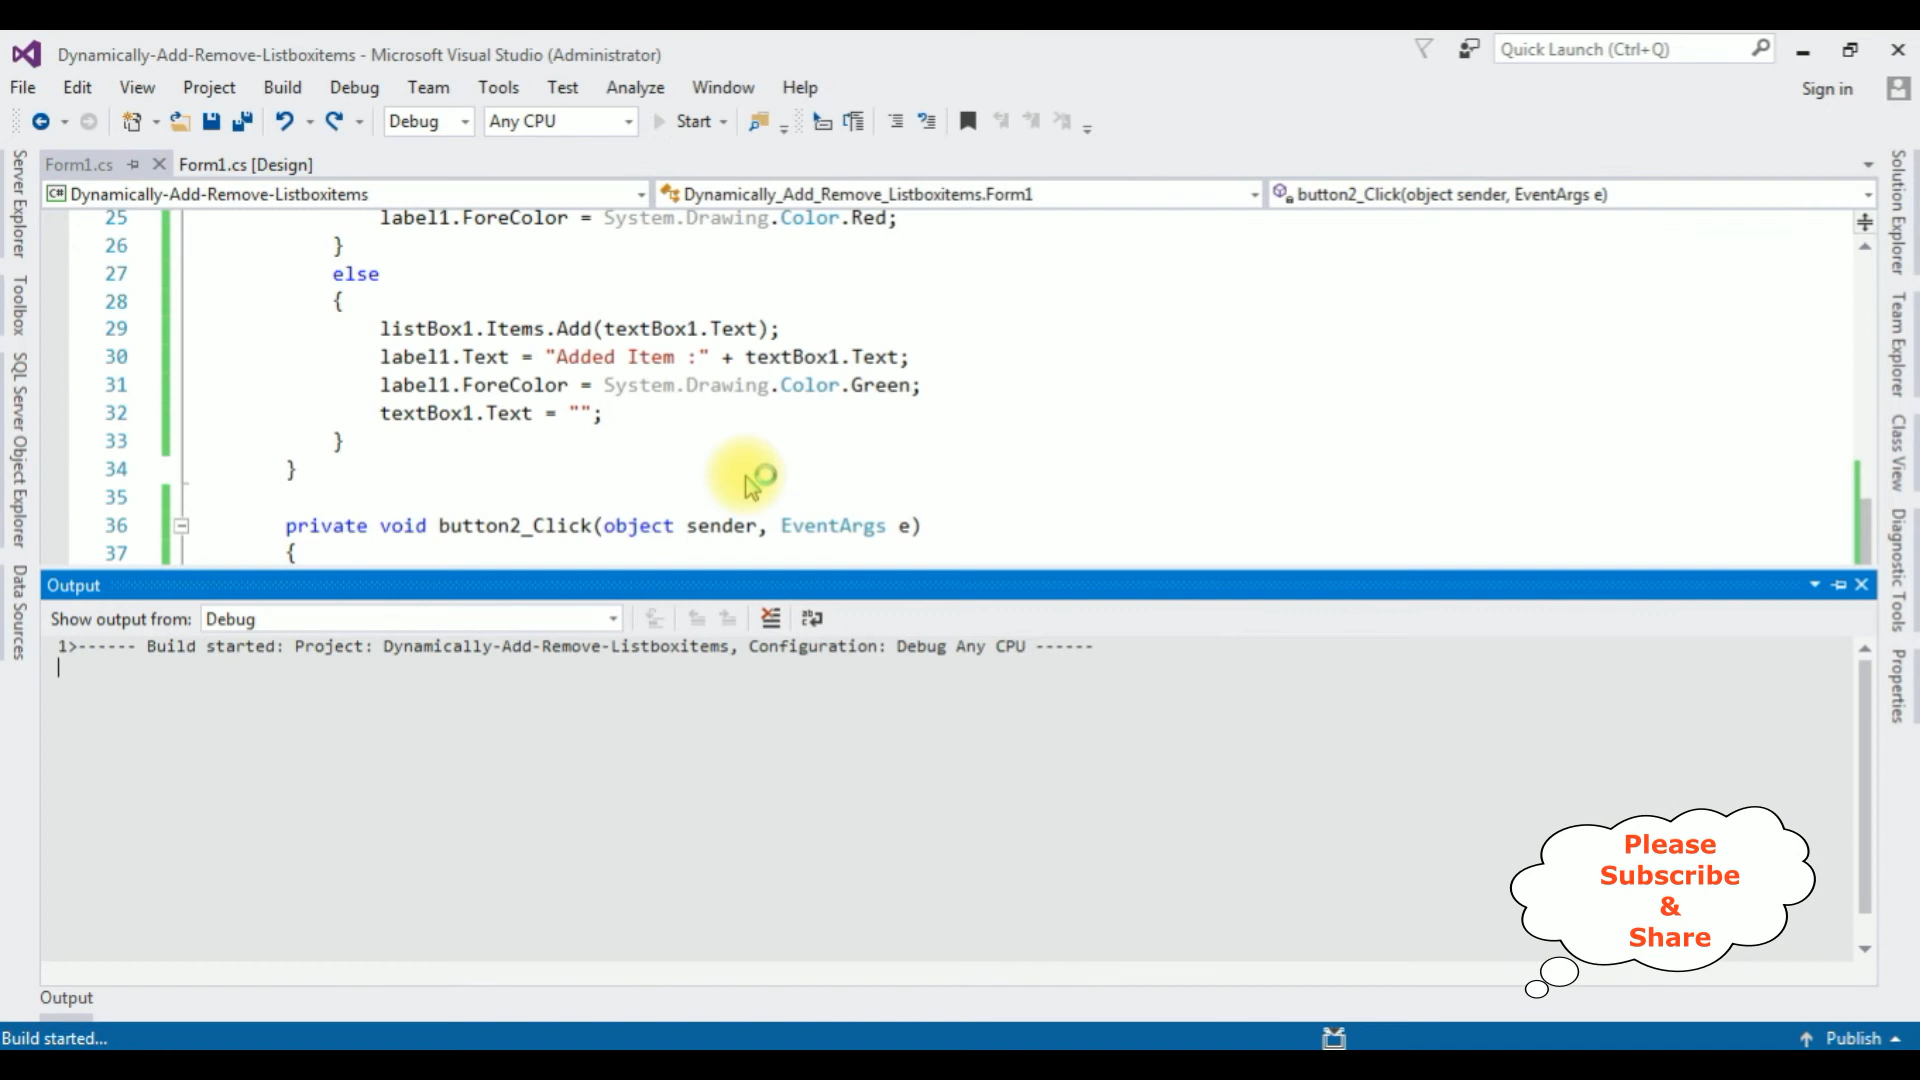 Dynamically-Add-Remove-Listboxitems - Microsoft Visual Studio (Administrator)
Quick Launch (Ctrl+Q)
File Edit View Project Build Debug Team Tools Test Analyze Window Help
Sign in
Debug Any CPU Start
Form1.cs Form1.cs [Design]
C# Dynamically-Add-Remove-Listboxitems
Dynamically_Add_Remove_Listboxitems.Form1
button2_Click(object sender, EventArgs e)
25 label1.ForeColor = System.Drawing.Color.Red;
26 }
27 else
28 {
29 listBox1.Items.Add(textBox1.Text);
30 label1.Text = "Added Item :" + textBox1.Text;
31 label1.ForeColor = System.Drawing.Color.Green;
32 textBox1.Text = "";
33 }
34 }
35
36 private void button2_Click(object sender, EventArgs e)
37 {
Server Explorer
Toolbox
SQL Server Object Explorer
Data Sources
Solution Explorer
Team Explorer
Class View
Diagnostic Tools
Properties
Output
Show output from: Debug
1>------ Build started: Project: Dynamically-Add-Remove-Listboxitems, Configuration: Debug Any CPU ------
Please
Subscribe
&
Share
Output
Build started...
Publish